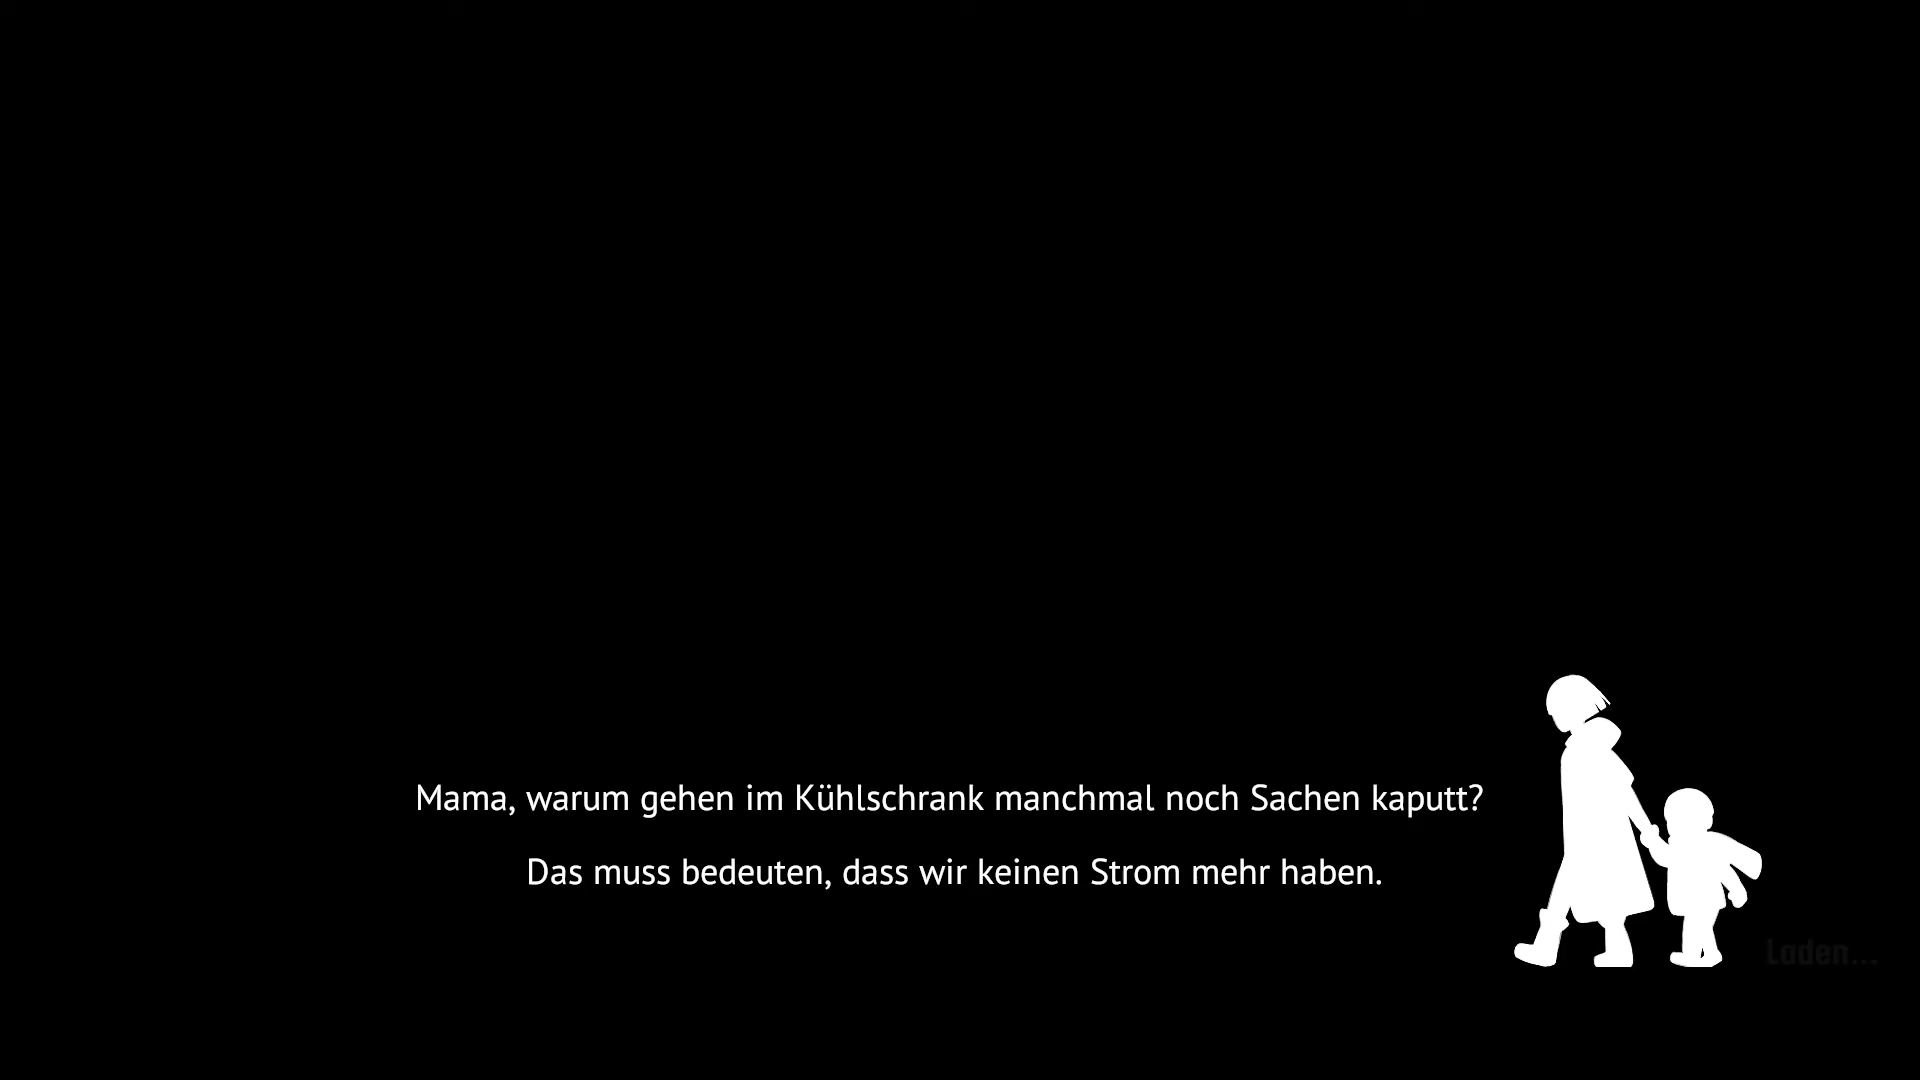 Mama, warum gehen im Kühlschrank manchmal noch Sachen kaputt?
Das muss bedeuten, dass wir keinen Strom mehr haben.
Laden...